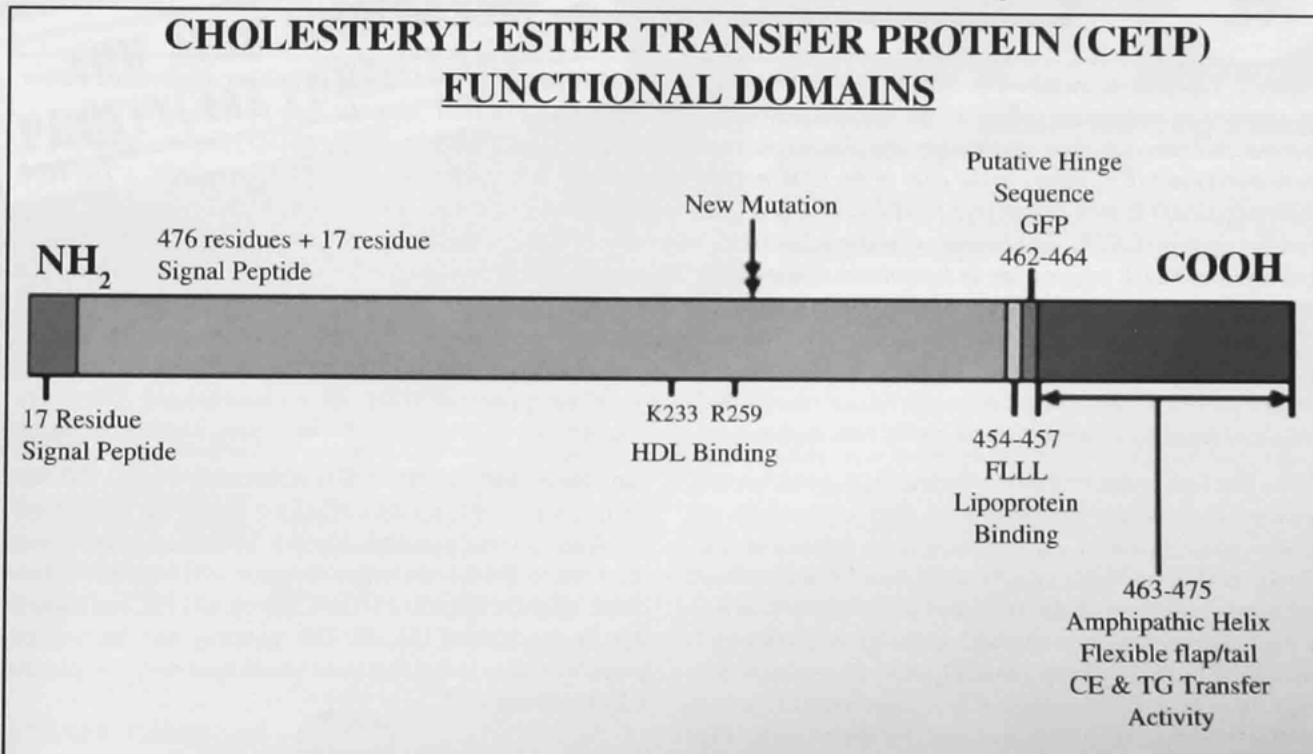 CHOLESTERYL ESTER TRANSFER PROTEIN (CETP)
FUNCTIONAL DOMAINS
Putative Hinge
Sequence
GFP
462-464
New Mutation
476 residues + 17 residue
Signal Peptide
NH2
COOH
17 Residue
Signal Peptide
K233 R259
HDL Binding
454-457
FLLL
Lipoprotein
Binding
463-475
Amphipathic Helix
Flexible flap/tail
CE & TG Transfer
Activity